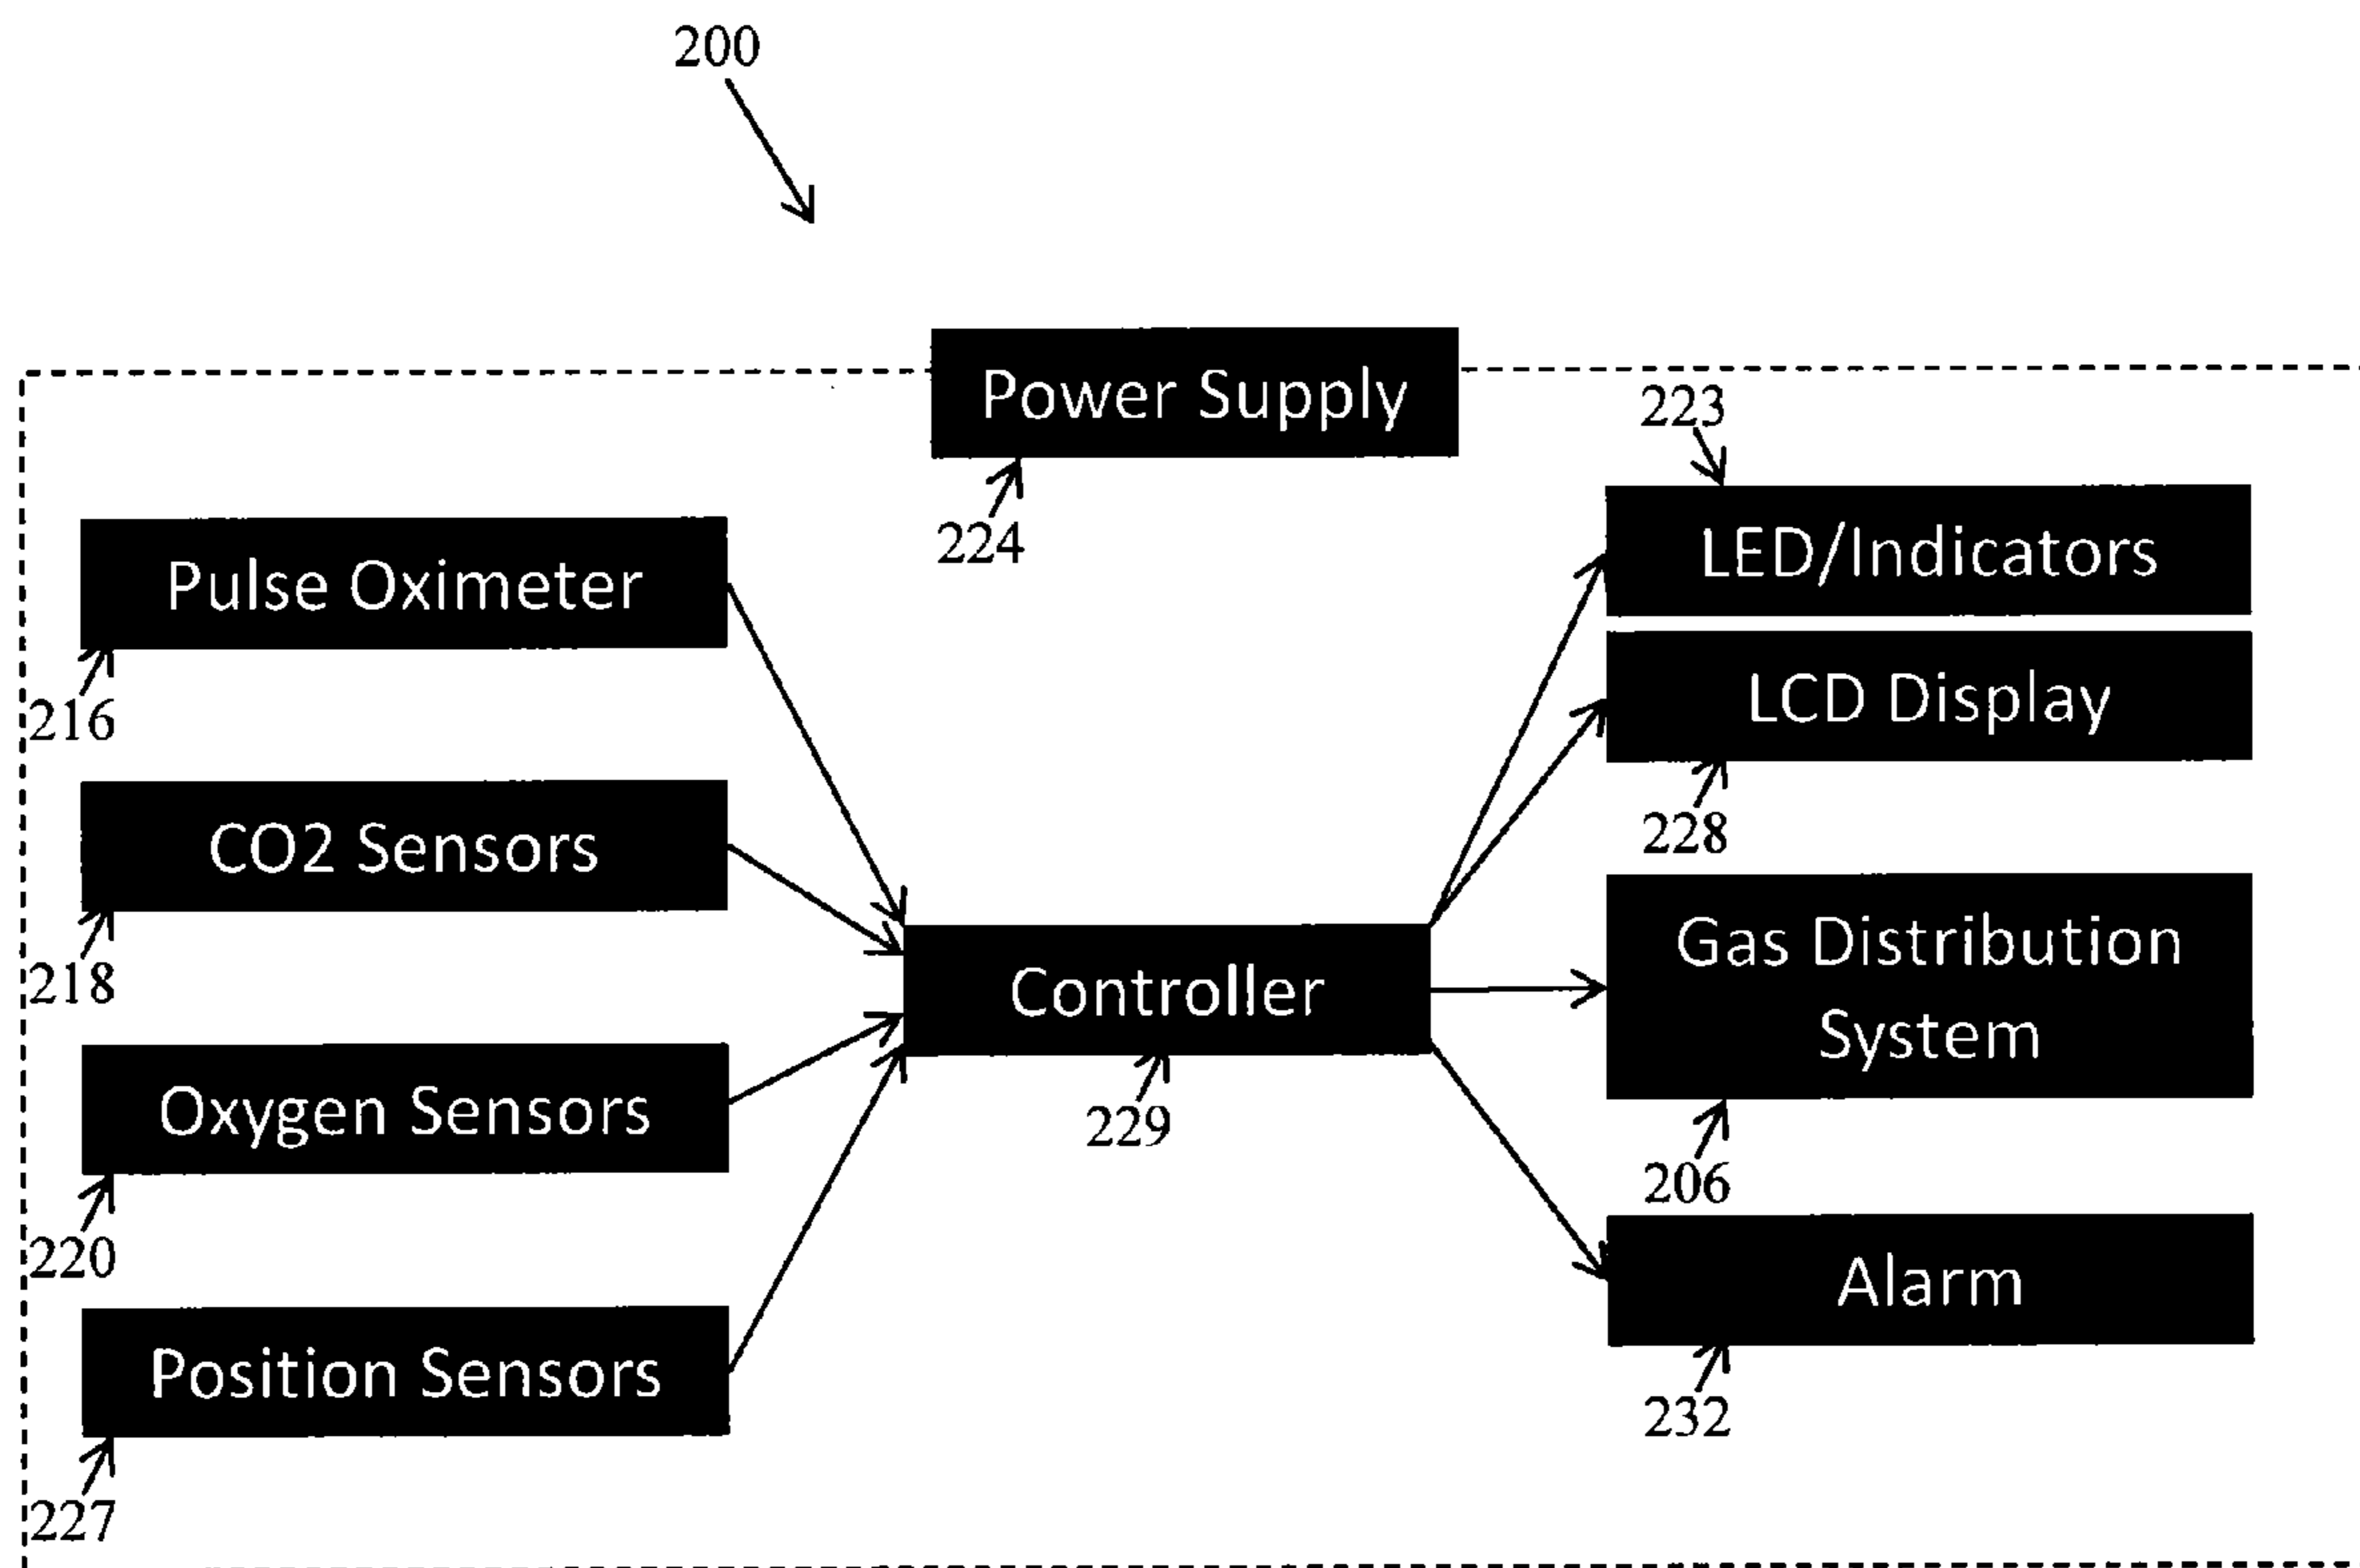 200
Power Supply
224
223
LED/Indicators
Pulse Oximeter
216
LCD Display
228
CO2 Sensors
218
Gas Distribution
System
206
Controller
229
Oxygen Sensors
220
Alarm
232
Position Sensors
227